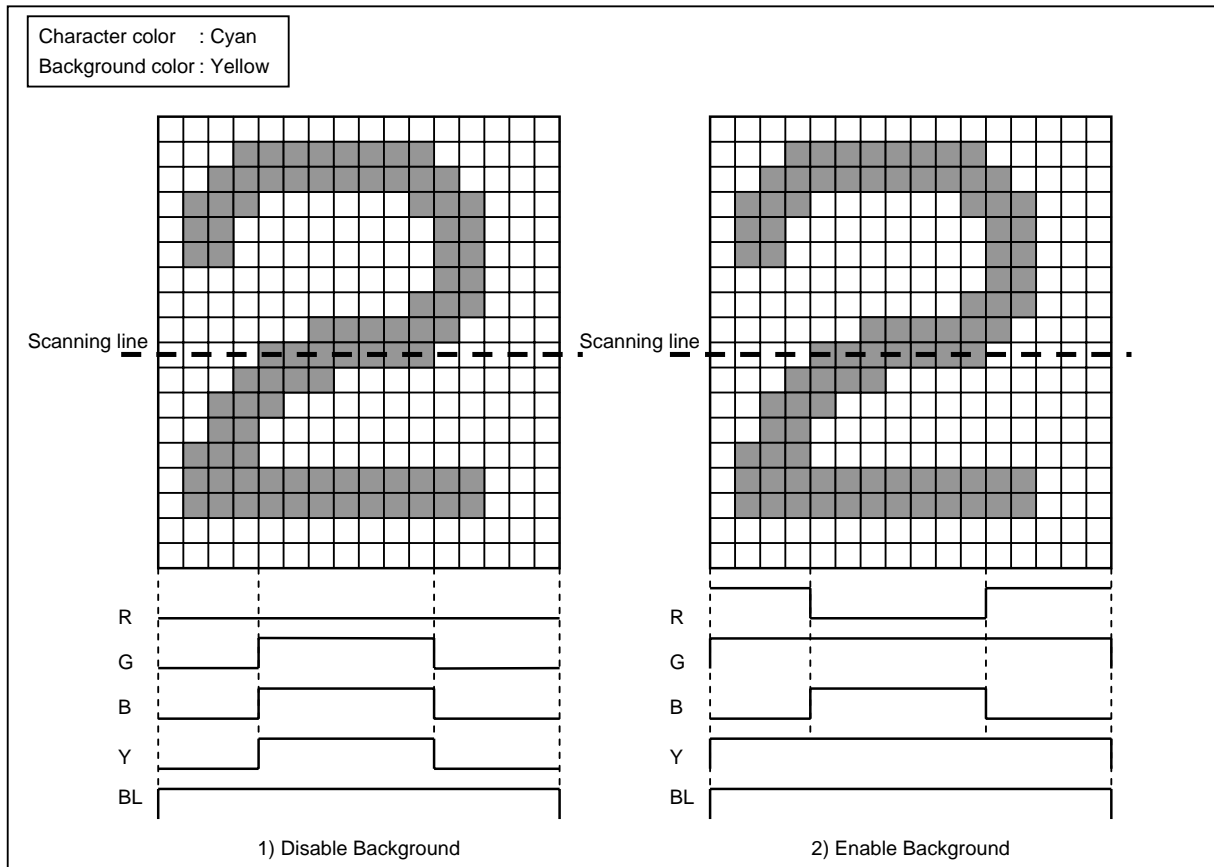 Character color : Cyan
Background color : Yellow
Scanning line
Scanning line
R
G
B
Y
BL
R
G
B
Y
BL
1) Disable Background
2) Enable Background